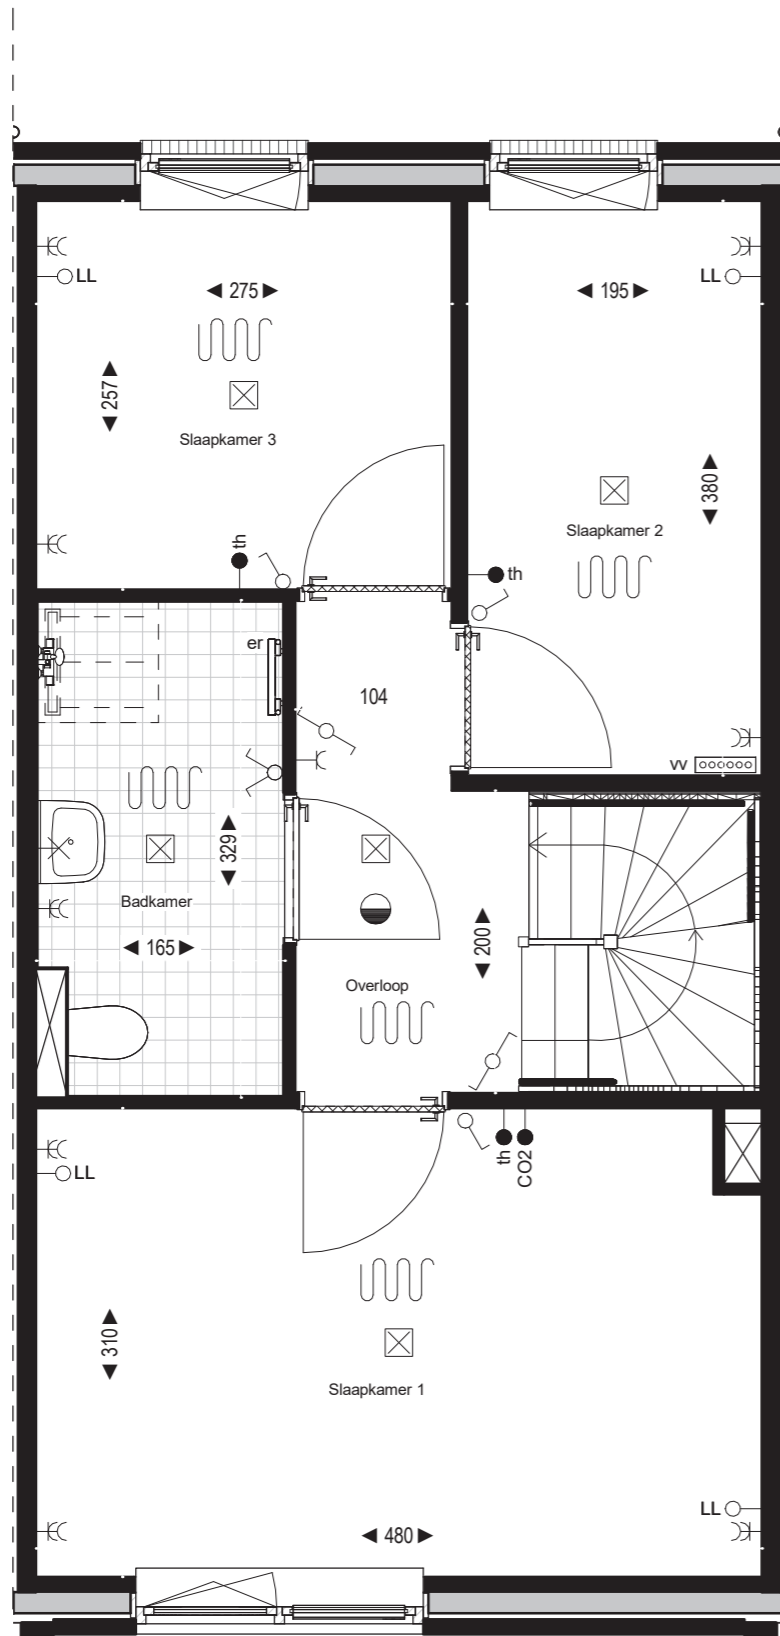 LL
LL
275
195
257
Slaapkamer 3
380
Slaapkamer 2
th
th
er
104
vv
329
Badkamer
165
200
Overloop
th
CO2
LL
310
Slaapkamer 1
LL
480